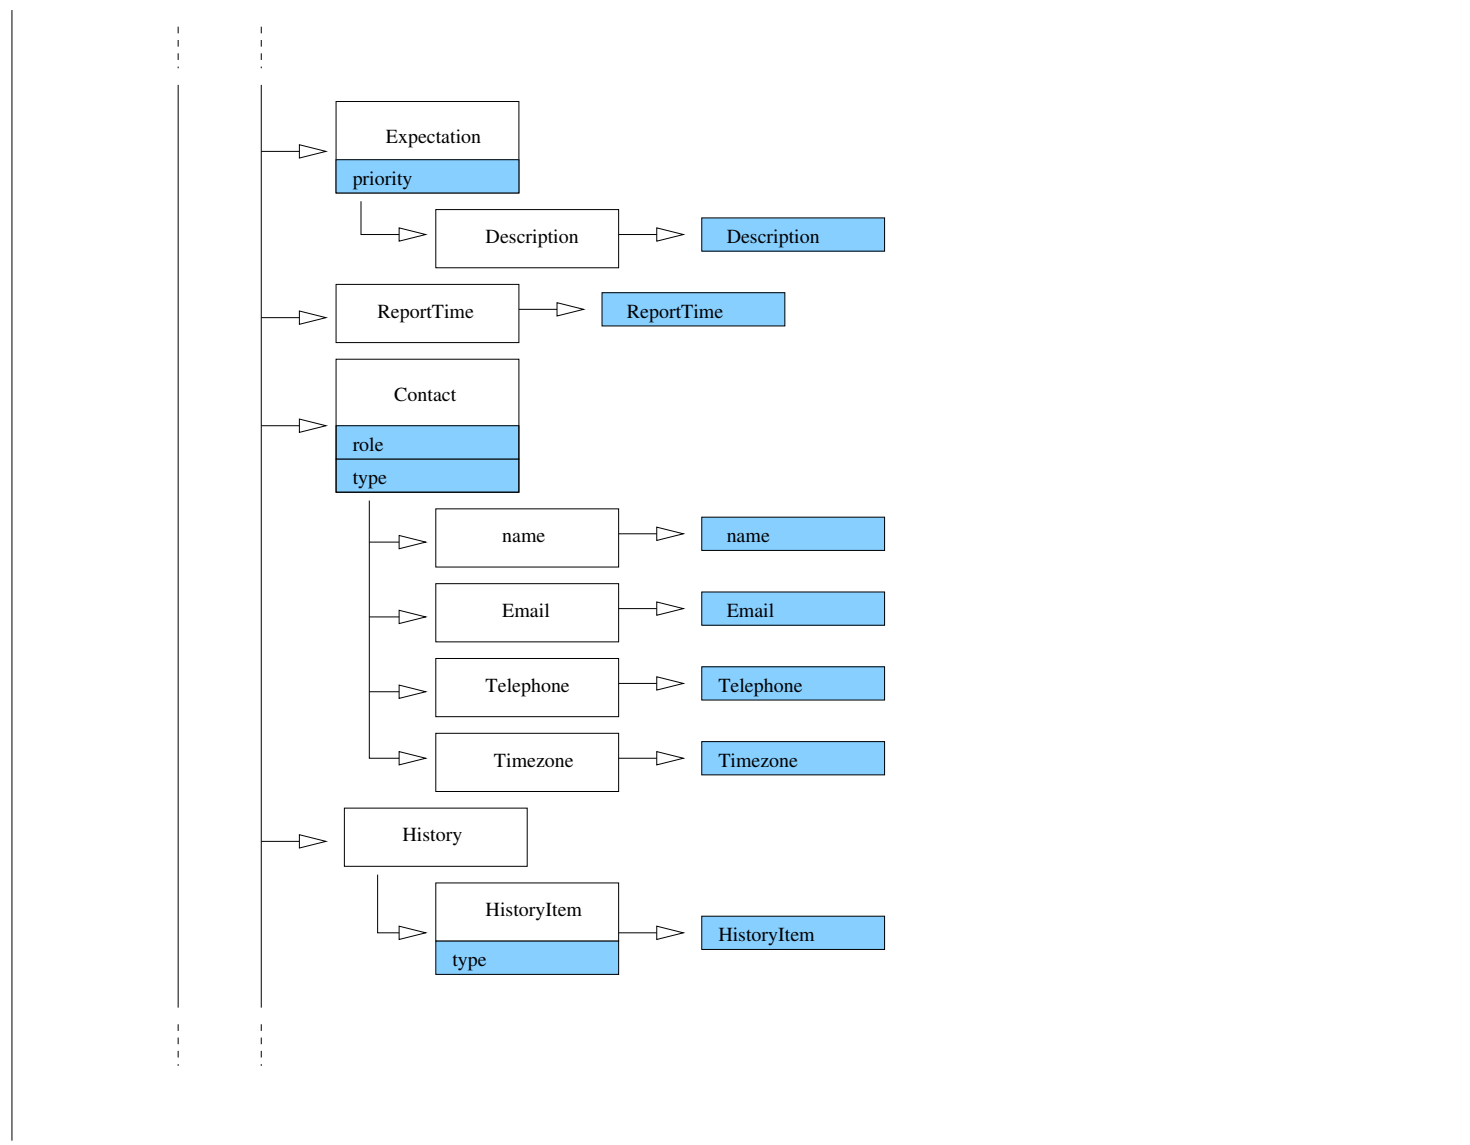 Expectation
priority
Description
Description
ReportTime
ReportTime
Contact
role
type
name
name
Email
Email
Telephone
Telephone
Timezone
Timezone
History
HistoryItem
HistoryItem
type